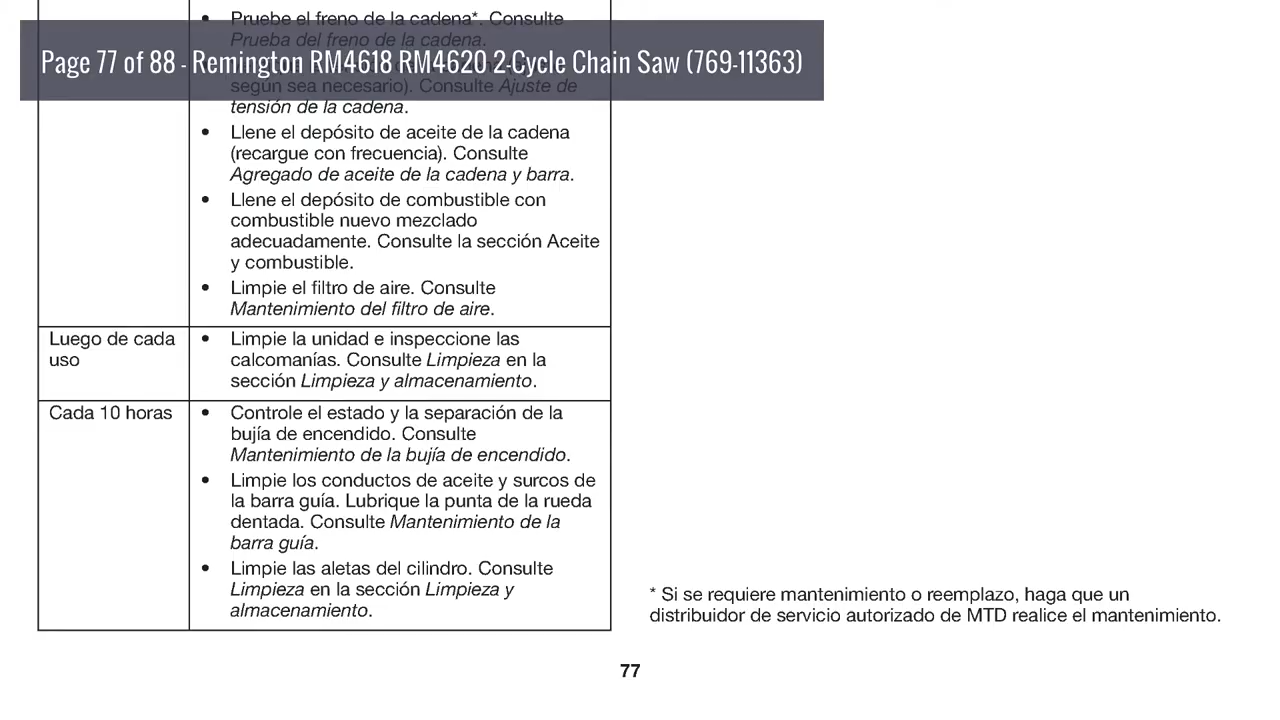 Pruebe el freno de la cadena*. Consulte
Prueba del freno de la cadena.
Page 77 of 88 - Remington RM4618 RM4620 2-Cycle Chain Saw (769-11363)
según sea necesario). Consulte Ajuste de
tensión de la cadena.
Llene el depósito de aceite de la cadena
(recargue con frecuencia). Consulte
Agregado de aceite de la cadena y barra.
Llene el depósito de combustible con
combustible nuevo mezclado
adecuadamente. Consulte la sección Aceite
y combustible.
Limpie el filtro de aire. Consulte
Mantenimiento del filtro de aire.
Luego de cada
uso
Limpie la unidad e inspeccione las
calcomanías. Consulte Limpieza en la
sección Limpieza y almacenamiento.
Cada 10 horas
Controle el estado y la separación de la
bujía de encendido. Consulte
Mantenimiento de la bujía de encendido.
Limpie los conductos de aceite y surcos de
la barra guía. Lubrique la punta de la rueda
dentada. Consulte Mantenimiento de la
barra guía.
Limpie las aletas del cilindro. Consulte
Limpieza en la sección Limpieza y
almacenamiento.
* Si se requiere mantenimiento o reemplazo, haga que un
distribuidor de servicio autorizado de MTD realice el mantenimiento.
77